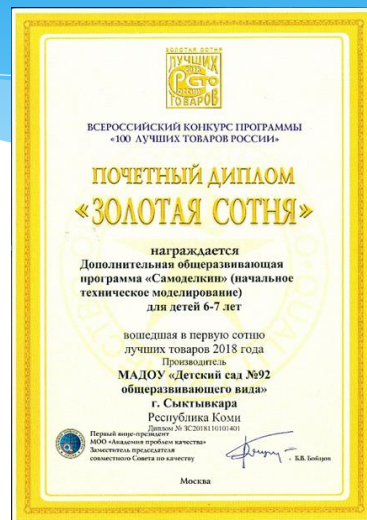 ЗОЛОТАЯ СОТНЯ
ЛУЧШИХ
ТОВАРОВ
ВСЕРОССИЙСКИЙ КОНКУРС ПРОГРАММЫ
«100 ЛУЧШИХ ТОВАРОВ РОССИИ»
ПОЧЕТНЫЙ ДИПЛОМ
«ЗОЛОТАЯ СОТНЯ»
награждается
Дополнительная общеразвивающая
программа «Самоделкин» (начальное
техническое моделирование)
для детей 6-7 лет
вошедшая в первую сотню
лучших товаров 2018 года
Производитель
МАДОУ «Детский сад №92
общеразвивающего вида»
г. Сыктывкара
Республика Коми
Диплом № ЗС2018110101401
Первый вице-президент
МОО «Академия проблем качества»
Заместитель председателя
совместного Совета по качеству
Б.В. Бойцов
Москва